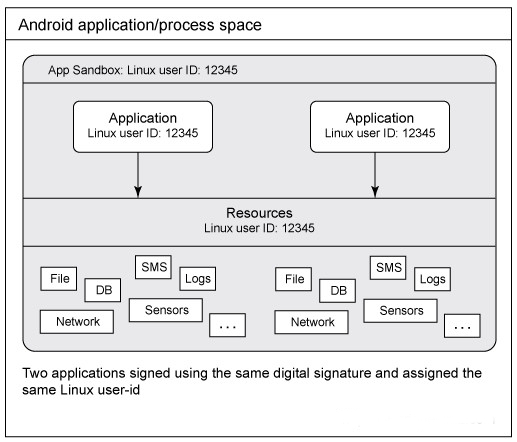 Android application/process space
App Sandbox: Linux user ID: 12345
Application
Linux user ID: 12345
Application
Linux user ID: 12345
Resources
Linux user ID: 12345
File
DB
SMS
Logs
Network
Sensors
...
File
DB
SMS
Logs
Network
Sensors
...
Two applications signed using the same digital signature and assigned the
same Linux user-id